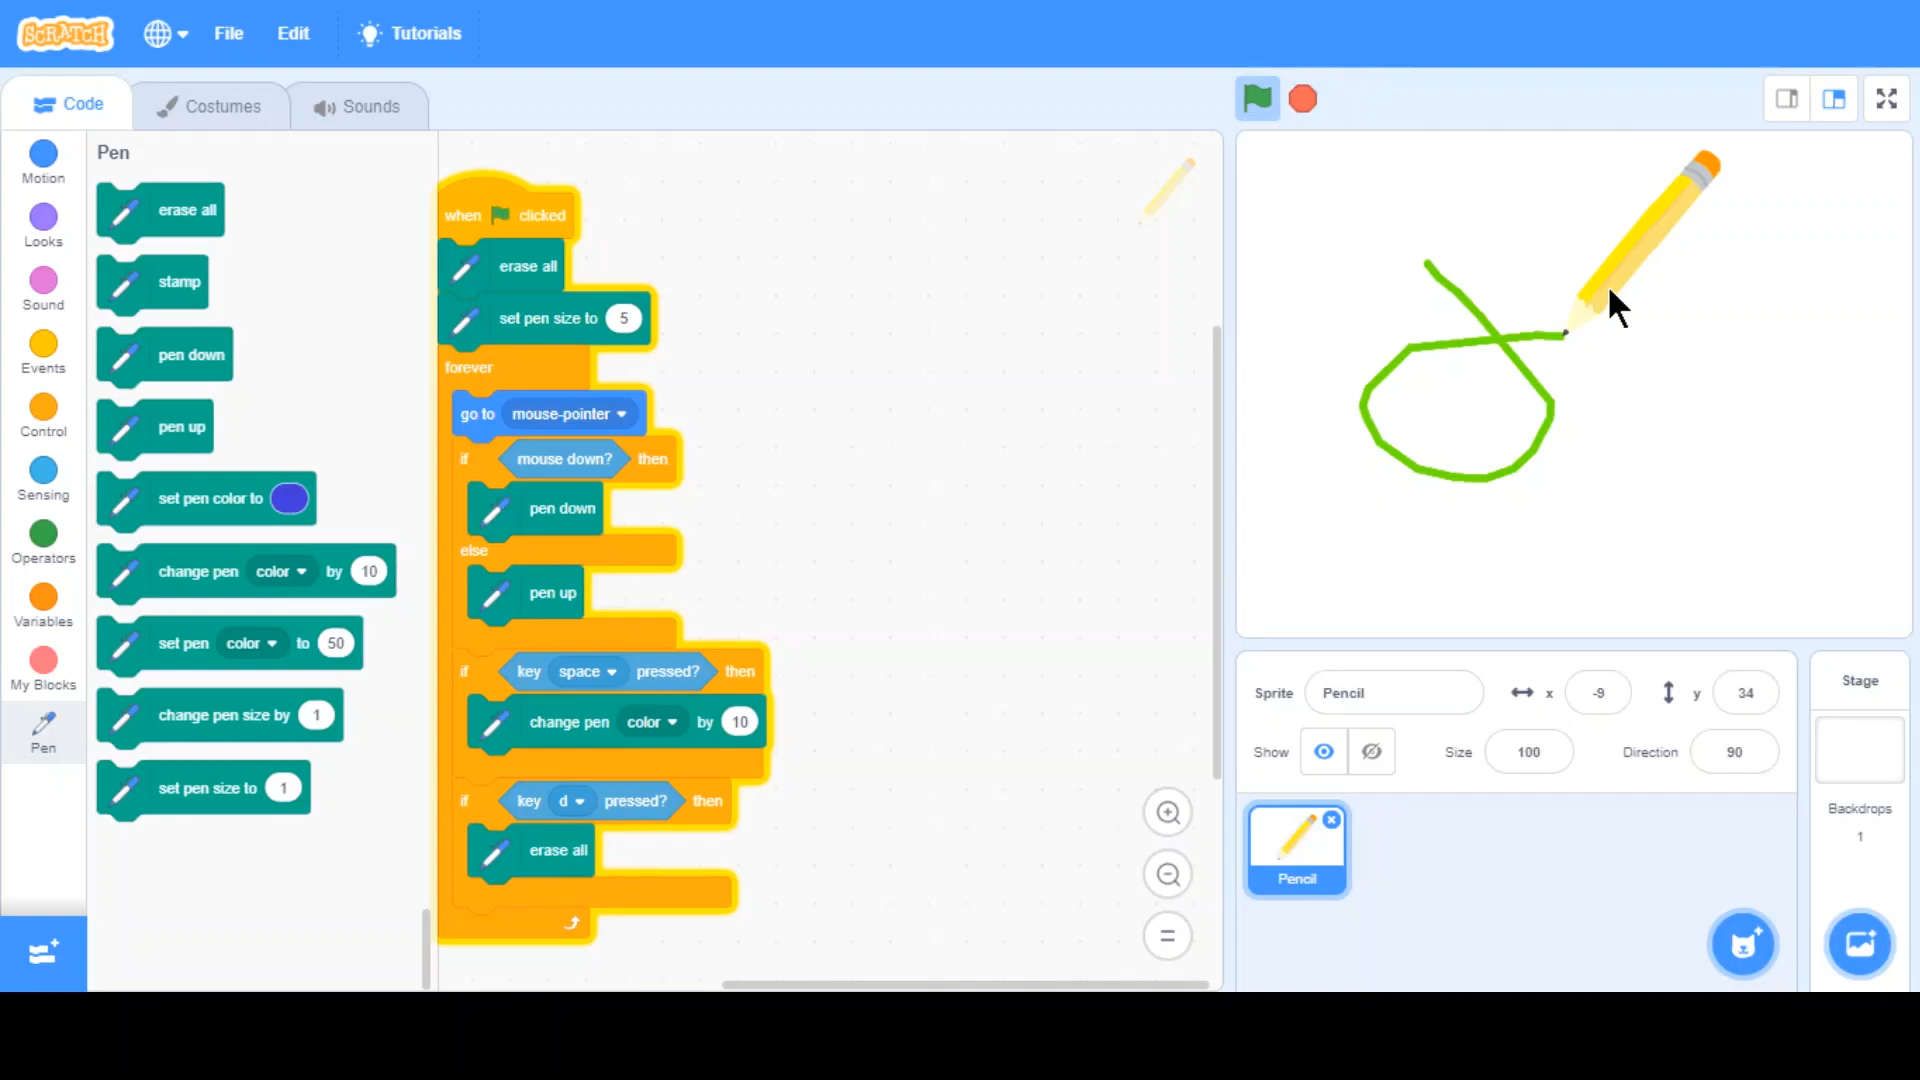 SCRATCH File Edit Tutorials
Code Costumes Sounds
Motion
Looks
Sound
Events
Control
Sensing
Operators
Variables
My Blocks
Pen
Pen
erase all
stamp
pen down
pen up
set pen color to
change pen color by 10
set pen color to 50
change pen size by 1
set pen size to 1
when clicked
erase all
set pen size to 5
forever
go to mouse-pointer
if mouse down? then
pen down
else
pen up
if key space pressed? then
change pen color by 10
if key d pressed? then
erase all
Sprite Pencil x -9 y 34
Show Size 100 Direction 90
Pencil
Stage
Backdrops
1